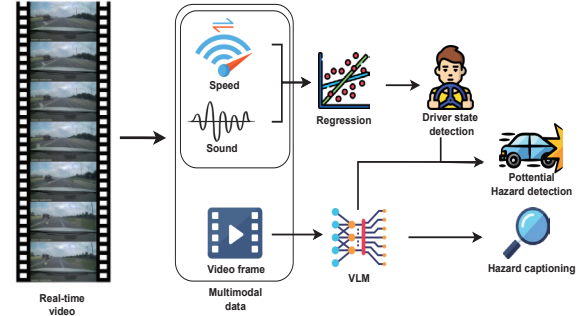 Speed
Sound
Regression
Driver state
detection
Pottential
Hazard detection
Video frame
VLM
Hazard captioning
Multimodal
data
Real-time
video